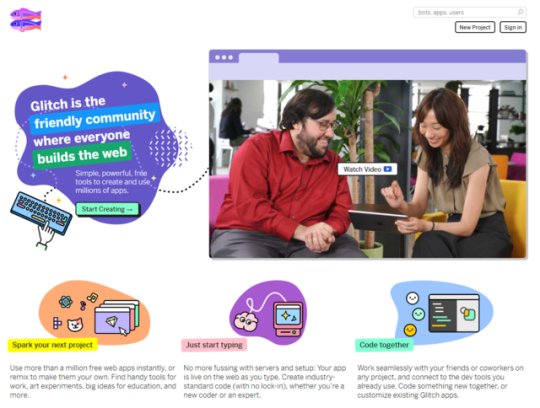 bots, apps, users
New Project
Sign in
Glitch is the
friendly community
where everyone
builds the web
Simple, powerful, free
tools to create and use
millions of apps.
Start Creating →
Watch Video
Spark your next project
Just start typing
Code together
Use more than a million free web apps instantly, or
remix to make them your own. Find handy tools for
work, art experiments, big ideas for education, and
more.
No more fussing with servers and setup: Your app
is live on the web as you type. Create industry-
standard code (with no lock-in), whether you're a
new coder or an expert.
Work seamlessly with your friends or coworkers on
any project, and connect to the dev tools you
already use. Code something new together, or
customize existing Glitch apps.